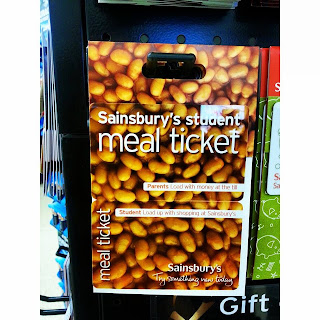 Sainsbury's student
meal ticket
Parents Load with money at the till
Student Load up with shopping at Sainsbury's
meal ticket
Sainsbury's
Try something new today
Gift